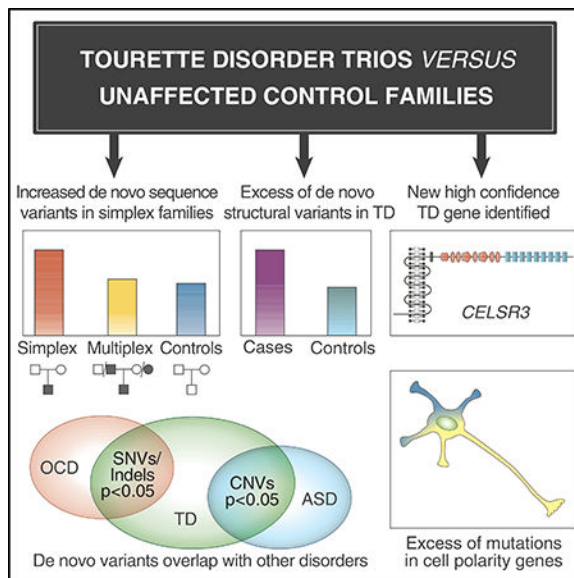 TOURETTE DISORDER TRIOS VERSUS
UNAFFECTED CONTROL FAMILIES
Increased de novo sequence
variants in simplex families
Excess of de novo
structural variants in TD
New high confidence
TD gene identified
Simplex
Multiplex
Controls
Cases
Controls
CELSR3
OCD
SNVs/
Indels
p<0.05
TD
CNVs
p<0.05
ASD
De novo variants overlap with other disorders
Excess of mutations
in cell polarity genes